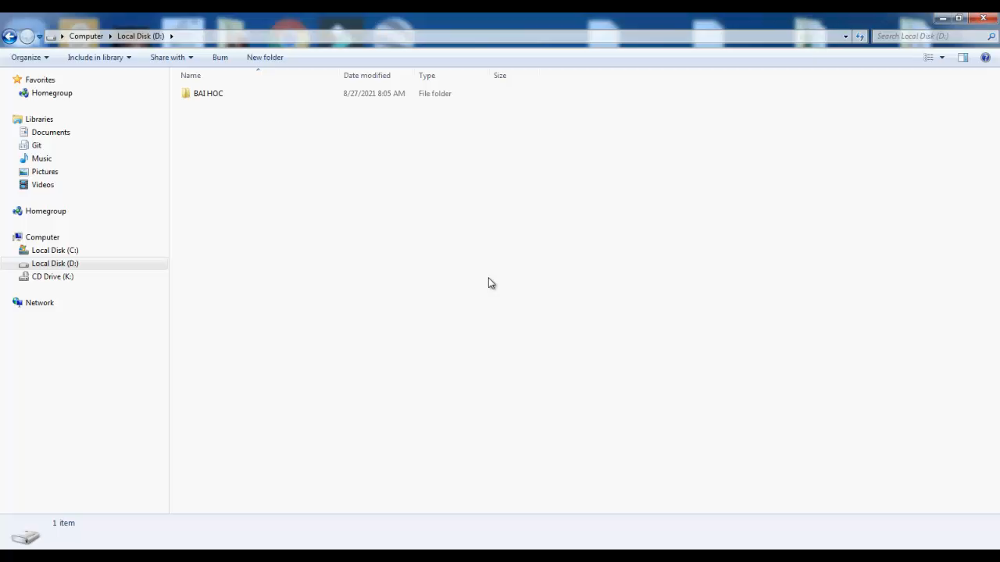 Computer Local Disk (D:) Search Local Disk (D:)
Organize Include in library Share with Burn New folder
Name Date modified Type Size
BAI HOC 8/27/2021 8:05 AM File folder
Favorites
Homegroup
Libraries
Documents
Git
Music
Pictures
Videos
Homegroup
Computer
Local Disk (C:)
Local Disk (D:)
CD Drive (K:)
Network
1 item